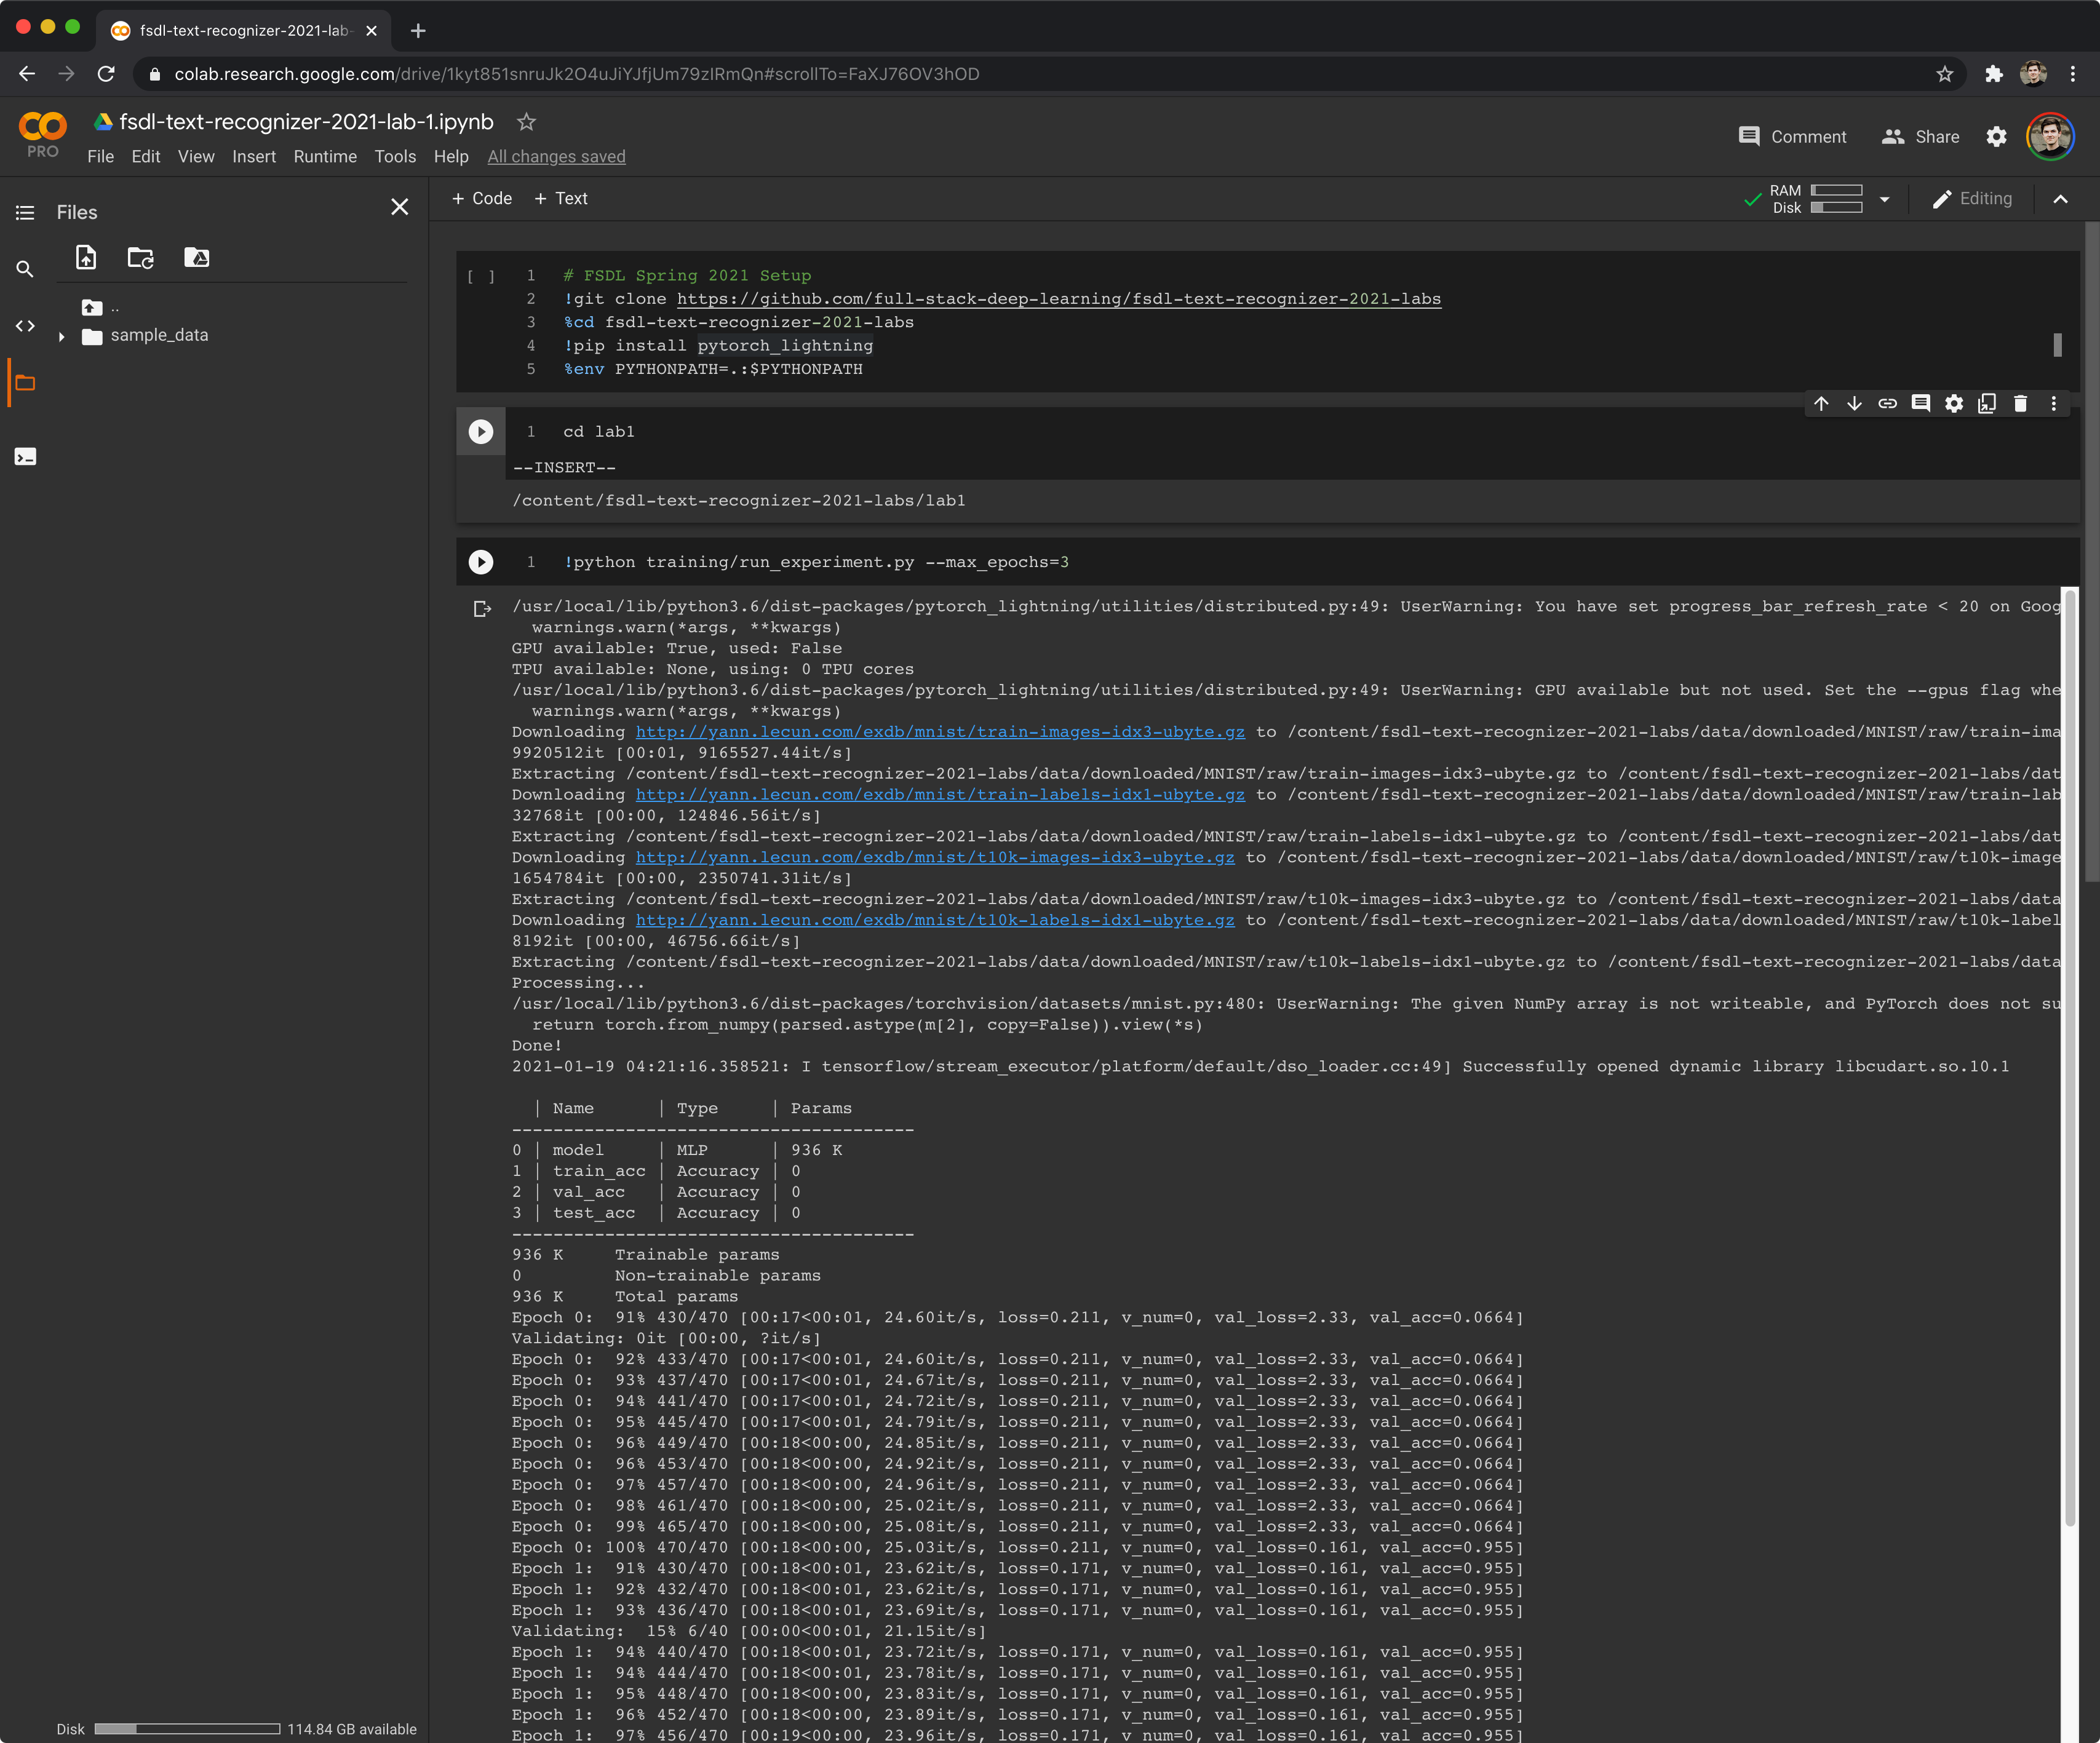 fsdl-text-recognizer-2021-lab-
colab.research.google.com/drive/1kyt851snruJk2O4uJiYJfjUm79zIRmQn#scrollTo=FaXJ76OV3hOD
PRO
fsdl-text-recognizer-2021-lab-1.ipynb
File Edit View Insert Runtime Tools Help All changes saved
Comment Share
Files
+ Code + Text
RAM
Disk
Editing
..
sample_data
[ ]
1 # FSDL Spring 2021 Setup
2 !git clone https://github.com/full-stack-deep-learning/fsdl-text-recognizer-2021-labs
3 %cd fsdl-text-recognizer-2021-labs
4 !pip install pytorch_lightning
5 %env PYTHONPATH=.:$PYTHONPATH
1 cd lab1
--INSERT--
/content/fsdl-text-recognizer-2021-labs/lab1
1 !python training/run_experiment.py --max_epochs=3
/usr/local/lib/python3.6/dist-packages/pytorch_lightning/utilities/distributed.py:49: UserWarning: You have set progress_bar_refresh_rate < 20 on Goog
warnings.warn(*args, **kwargs)
GPU available: True, used: False
TPU available: None, using: 0 TPU cores
/usr/local/lib/python3.6/dist-packages/pytorch_lightning/utilities/distributed.py:49: UserWarning: GPU available but not used. Set the --gpus flag whe
warnings.warn(*args, **kwargs)
Downloading http://yann.lecun.com/exdb/mnist/train-images-idx3-ubyte.gz to /content/fsdl-text-recognizer-2021-labs/data/downloaded/MNIST/raw/train-ima
9920512it [00:01, 9165527.44it/s]
Extracting /content/fsdl-text-recognizer-2021-labs/data/downloaded/MNIST/raw/train-images-idx3-ubyte.gz to /content/fsdl-text-recognizer-2021-labs/dat
Downloading http://yann.lecun.com/exdb/mnist/train-labels-idx1-ubyte.gz to /content/fsdl-text-recognizer-2021-labs/data/downloaded/MNIST/raw/train-lab
32768it [00:00, 124846.56it/s]
Extracting /content/fsdl-text-recognizer-2021-labs/data/downloaded/MNIST/raw/train-labels-idx1-ubyte.gz to /content/fsdl-text-recognizer-2021-labs/dat
Downloading http://yann.lecun.com/exdb/mnist/t10k-images-idx3-ubyte.gz to /content/fsdl-text-recognizer-2021-labs/data/downloaded/MNIST/raw/t10k-image
1654784it [00:00, 2350741.31it/s]
Extracting /content/fsdl-text-recognizer-2021-labs/data/downloaded/MNIST/raw/t10k-images-idx3-ubyte.gz to /content/fsdl-text-recognizer-2021-labs/data
Downloading http://yann.lecun.com/exdb/mnist/t10k-labels-idx1-ubyte.gz to /content/fsdl-text-recognizer-2021-labs/data/downloaded/MNIST/raw/t10k-label
8192it [00:00, 46756.66it/s]
Extracting /content/fsdl-text-recognizer-2021-labs/data/downloaded/MNIST/raw/t10k-labels-idx1-ubyte.gz to /content/fsdl-text-recognizer-2021-labs/data
Processing...
/usr/local/lib/python3.6/dist-packages/torchvision/datasets/mnist.py:480: UserWarning: The given NumPy array is not writeable, and PyTorch does not su
return torch.from_numpy(parsed.astype(m[2], copy=False)).view(*s)
Done!
2021-01-19 04:21:16.358521: I tensorflow/stream_executor/platform/default/dso_loader.cc:49] Successfully opened dynamic library libcudart.so.10.1
| Name | Type | Params
---------------------------------------
0 | model | MLP | 936 K
1 | train_acc | Accuracy | 0
2 | val_acc | Accuracy | 0
3 | test_acc | Accuracy | 0
---------------------------------------
936 K Trainable params
0 Non-trainable params
936 K Total params
Epoch 0: 91% 430/470 [00:17<00:01, 24.60it/s, loss=0.211, v_num=0, val_loss=2.33, val_acc=0.0664]
Validating: 0it [00:00, ?it/s]
Epoch 0: 92% 433/470 [00:17<00:01, 24.60it/s, loss=0.211, v_num=0, val_loss=2.33, val_acc=0.0664]
Epoch 0: 93% 437/470 [00:17<00:01, 24.67it/s, loss=0.211, v_num=0, val_loss=2.33, val_acc=0.0664]
Epoch 0: 94% 441/470 [00:17<00:01, 24.72it/s, loss=0.211, v_num=0, val_loss=2.33, val_acc=0.0664]
Epoch 0: 95% 445/470 [00:17<00:01, 24.79it/s, loss=0.211, v_num=0, val_loss=2.33, val_acc=0.0664]
Epoch 0: 96% 449/470 [00:18<00:00, 24.85it/s, loss=0.211, v_num=0, val_loss=2.33, val_acc=0.0664]
Epoch 0: 96% 453/470 [00:18<00:00, 24.92it/s, loss=0.211, v_num=0, val_loss=2.33, val_acc=0.0664]
Epoch 0: 97% 457/470 [00:18<00:00, 24.96it/s, loss=0.211, v_num=0, val_loss=2.33, val_acc=0.0664]
Epoch 0: 98% 461/470 [00:18<00:00, 25.02it/s, loss=0.211, v_num=0, val_loss=2.33, val_acc=0.0664]
Epoch 0: 99% 465/470 [00:18<00:00, 25.08it/s, loss=0.211, v_num=0, val_loss=2.33, val_acc=0.0664]
Epoch 0: 100% 470/470 [00:18<00:00, 25.03it/s, loss=0.211, v_num=0, val_loss=0.161, val_acc=0.955]
Epoch 1: 91% 430/470 [00:18<00:01, 23.62it/s, loss=0.171, v_num=0, val_loss=0.161, val_acc=0.955]
Epoch 1: 92% 432/470 [00:18<00:01, 23.62it/s, loss=0.171, v_num=0, val_loss=0.161, val_acc=0.955]
Epoch 1: 93% 436/470 [00:18<00:01, 23.69it/s, loss=0.171, v_num=0, val_loss=0.161, val_acc=0.955]
Validating: 15% 6/40 [00:00<00:01, 21.15it/s]
Epoch 1: 94% 440/470 [00:18<00:01, 23.72it/s, loss=0.171, v_num=0, val_loss=0.161, val_acc=0.955]
Epoch 1: 94% 444/470 [00:18<00:01, 23.78it/s, loss=0.171, v_num=0, val_loss=0.161, val_acc=0.955]
Epoch 1: 95% 448/470 [00:18<00:00, 23.83it/s, loss=0.171, v_num=0, val_loss=0.161, val_acc=0.955]
Epoch 1: 96% 452/470 [00:18<00:00, 23.89it/s, loss=0.171, v_num=0, val_loss=0.161, val_acc=0.955]
Epoch 1: 97% 456/470 [00:19<00:00, 23.96it/s, loss=0.171, v_num=0, val_loss=0.161, val_acc=0.955]
Disk 114.84 GB available